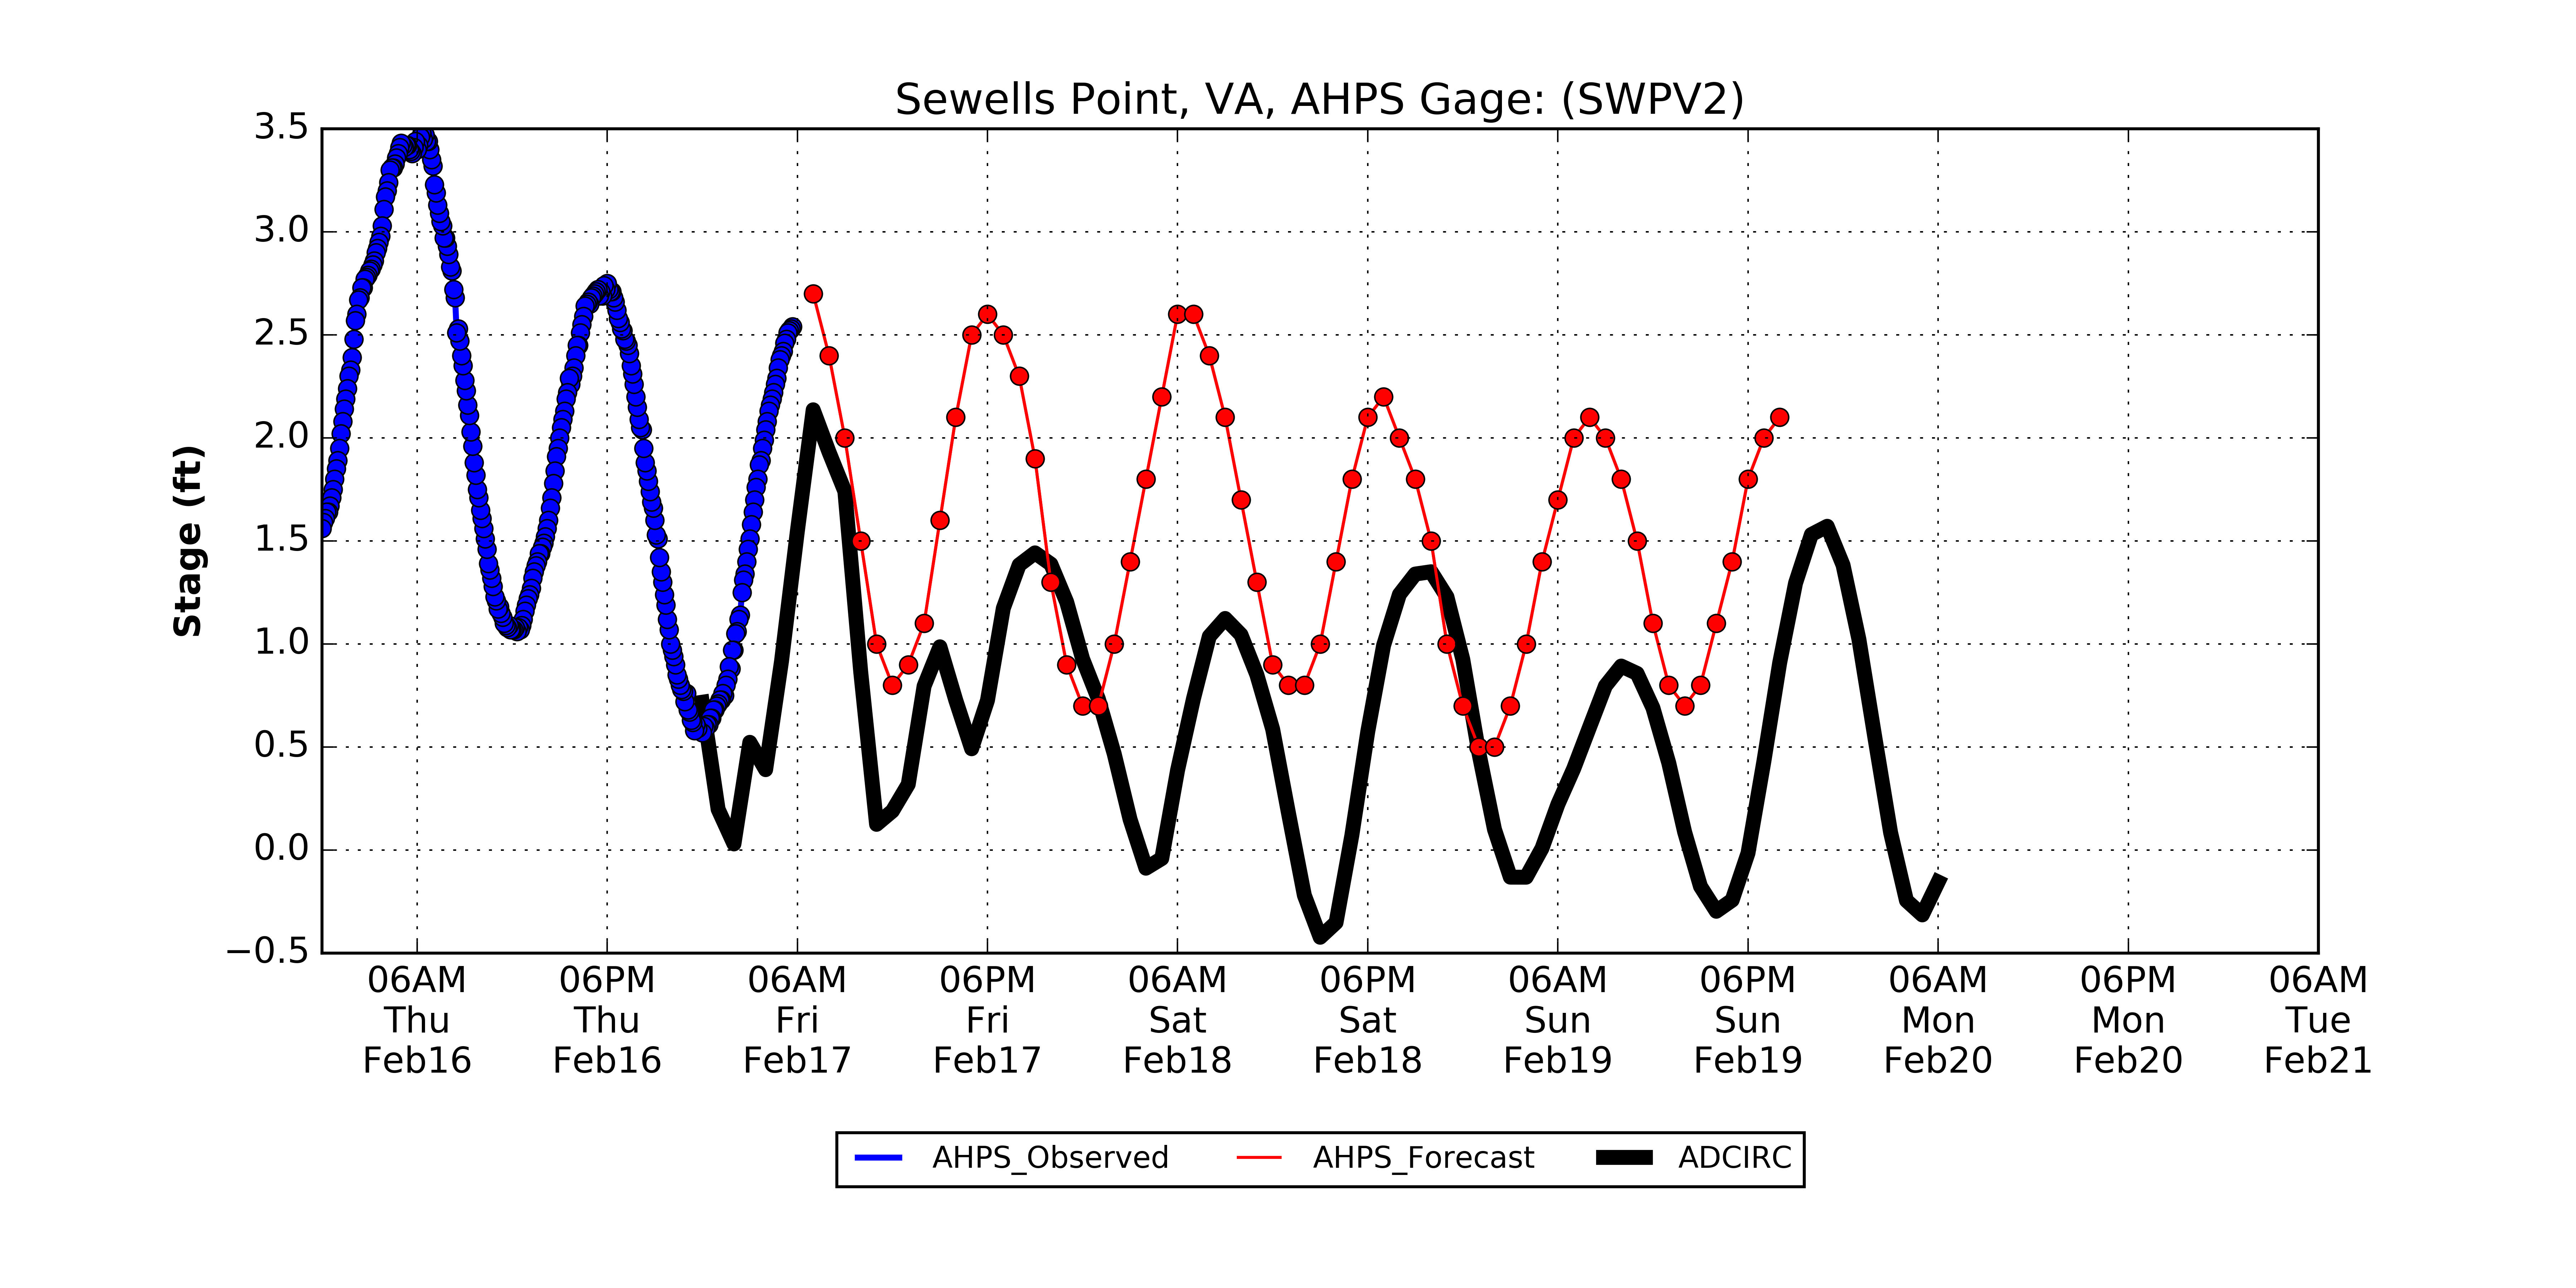 Sewells Point, VA, AHPS Gage: (SWPV2)
3.5
3.0
2.5
2.0
1.5
1.0
0.5
0.0
−0.5
Stage (ft)
06AM 06PM 06AM 06PM 06AM 06PM 06AM 06PM 06AM 06PM 06AM
Thu Thu Fri Fri Sat Sat Sun Sun Mon Mon Tue
Feb16 Feb16 Feb17 Feb17 Feb18 Feb18 Feb19 Feb19 Feb20 Feb20 Feb21
AHPS_Observed AHPS_Forecast ADCIRC